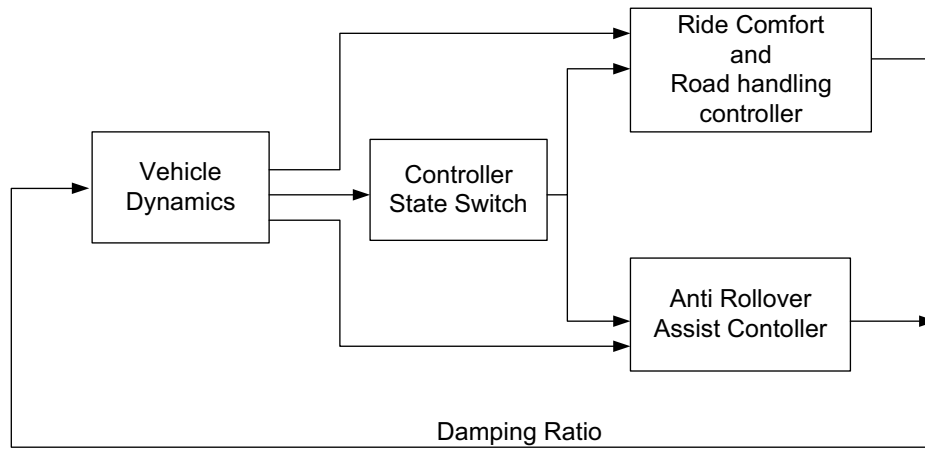 Ride Comfort
and
Road handling
controller
Vehicle
Dynamics
Controller
State Switch
Anti Rollover
Assist Contoller
Damping Ratio